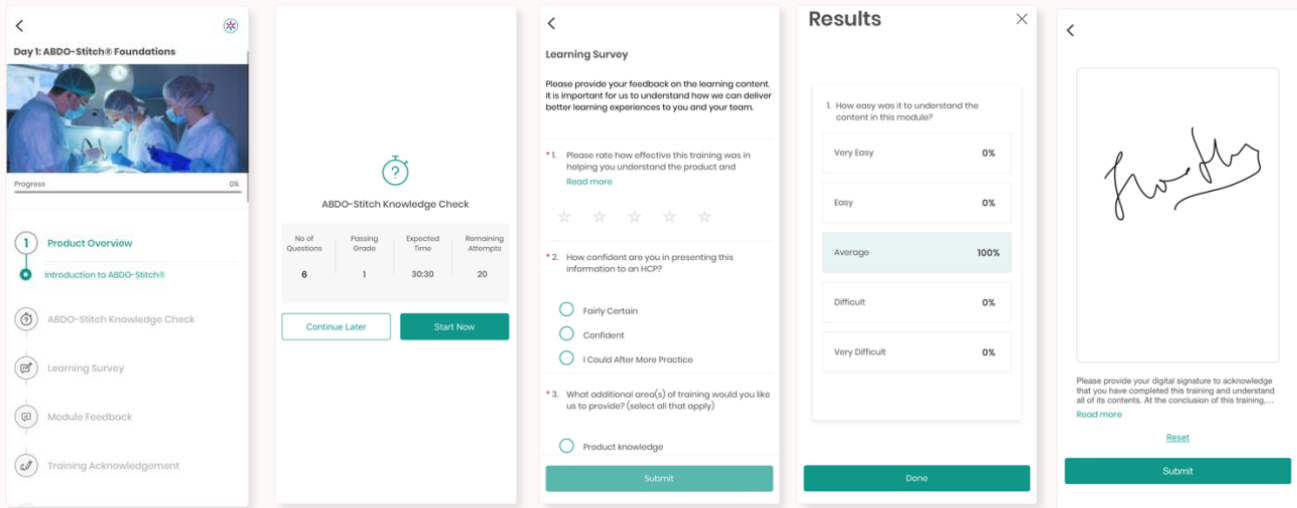 Day 1: ABDO-Stitch® Foundations
Progress
0%
1
Product Overview
Introduction to ABDO-Stitch®
ABDO-Stitch Knowledge Check
Learning Survey
Module Feedback
Training Acknowledgement
?
ABDO-Stitch Knowledge Check
No of Questions
Passing Grade
Expected Time
Remaining Attempts
6
1
30:30
20
Continue Later
Start Now
Learning Survey
Please provide your feedback on the learning content.
It is important for us to understand how we can deliver
better learning experiences to you and your team.
* 1. Please rate how effective this training was in
helping you understand the product and
Read more
* 2. How confident are you in presenting this
information to an HCP?
Fairly Certain
Confident
I Could After More Practice
* 3. What additional area(s) of training would you like
us to provide? (select all that apply)
Product knowledge
Submit
Results
1. How easy was it to understand the
content in this module?
Very Easy 0%
Easy 0%
Average 100%
Difficult 0%
Very Difficult 0%
Done
Please provide your digital signature to acknowledge
that you have completed this training and understand
all of its contents. At the conclusion of this training,...
Read more
Reset
Submit